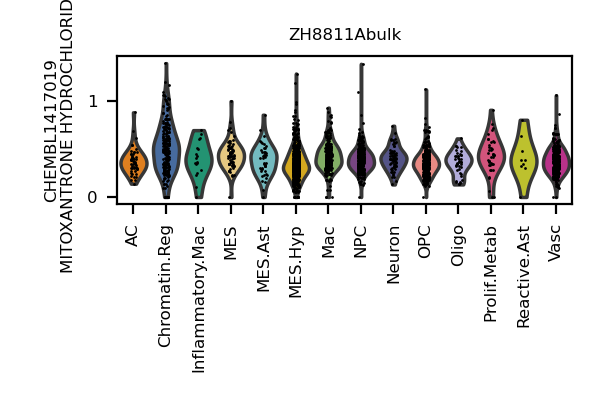 ZH8811Abulk
CHEMBL1417019
MITOXANTRONE HYDROCHLORID
1
0
AC
Chromatin.Reg
Inflammatory.Mac
MES
MES.Ast
MES.Hyp
Mac
NPC
Neuron
OPC
Oligo
Prolif.Metab
Reactive.Ast
Vasc